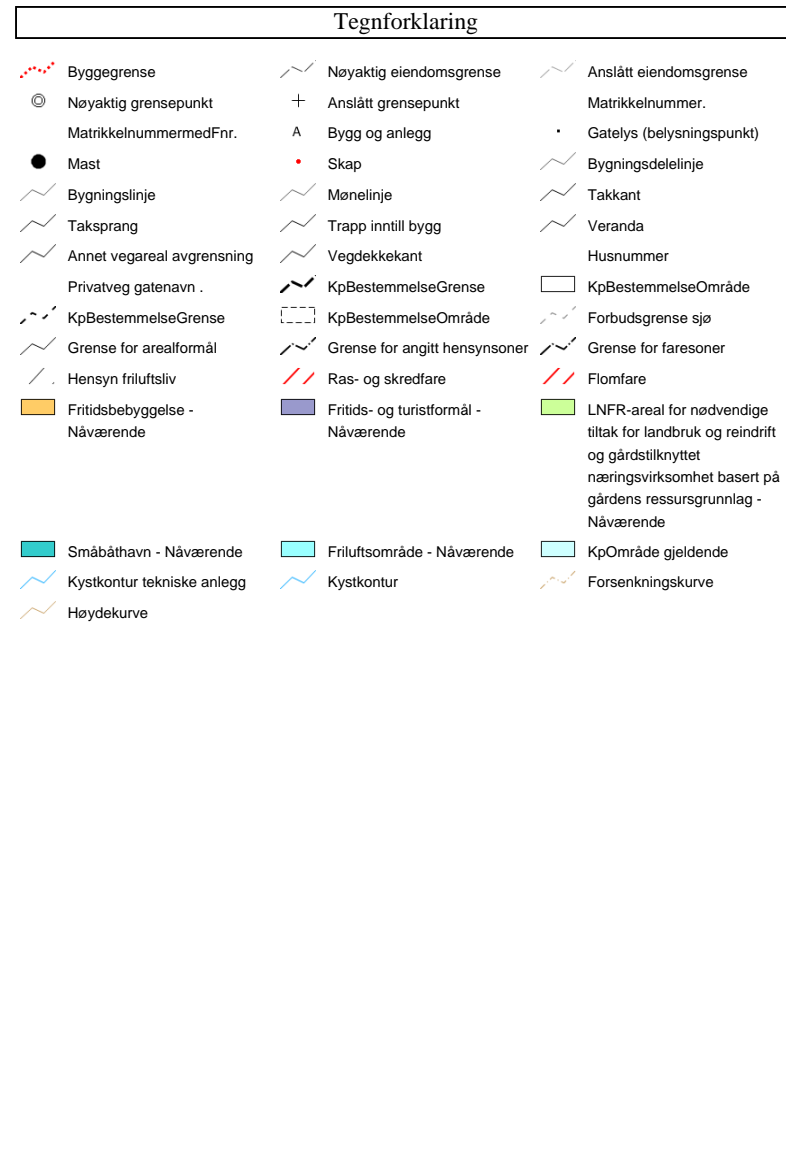 Tegnforklaring
Byggegrense
Nøyaktig eiendomsgrense
Anslått eiendomsgrense
Nøyaktig grensepunkt
Anslått grensepunkt
Matrikkelnummer.
MatrikkelnummermedFnr.
A Bygg og anlegg
Gatelys (belysningspunkt)
Mast
Skap
Bygningsdelelinje
Bygningslinje
Mønelinje
Takkant
Taksprang
Trapp inntill bygg
Veranda
Annet vegareal avgrensning
Vegdekkekant
Husnummer
Privatveg gatenavn .
KpBestemmelseGrense
KpBestemmelseOmråde
KpBestemmelseGrense
KpBestemmelseOmråde
Forbudsgrense sjø
Grense for arealformål
Grense for angitt hensynsoner
Grense for faresoner
Hensyn friluftsliv
Ras- og skredfare
Flomfare
Fritidsbebyggelse -
Nåværende
Fritids- og turistformål -
Nåværende
LNFR-areal for nødvendige
tiltak for landbruk og reindrift
og gårdstilknyttet
næringsvirksomhet basert på
gårdens ressursgrunnlag -
Nåværende
Småbåthavn - Nåværende
Friluftsområde - Nåværende
KpOmråde gjeldende
Kystkontur tekniske anlegg
Kystkontur
Forsenkningskurve
Høydekurve